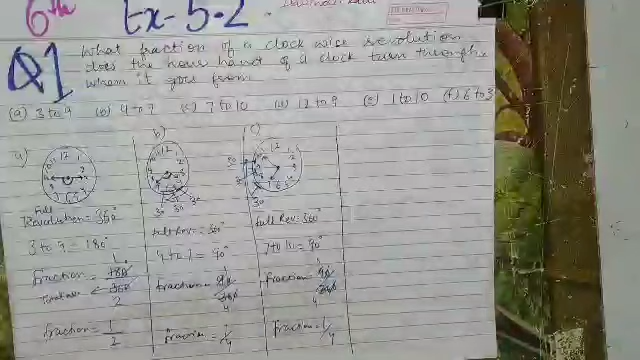 6th Ex-5.2
Q1 What fraction of a clock wise revolution
does the hour hand of a clock turn through,
when it goes from
(a) 3 to 9 (b) 4 to 7 (c) 7 to 10 (d) 12 to 9 (e) 1 to 10 (f) 6 to 3
a) b) c)
Full
Revolution = 360° Full Rev = 360° Full Rev: 360°
3 to 9 = 180° 4 to 7 = 90° 7 to 10 = 90°
fraction = 180° fraction = 90 fraction = 90
360° 360 360
2 4 4
fraction = 1/2 fraction = 1/4 fraction = 1/4